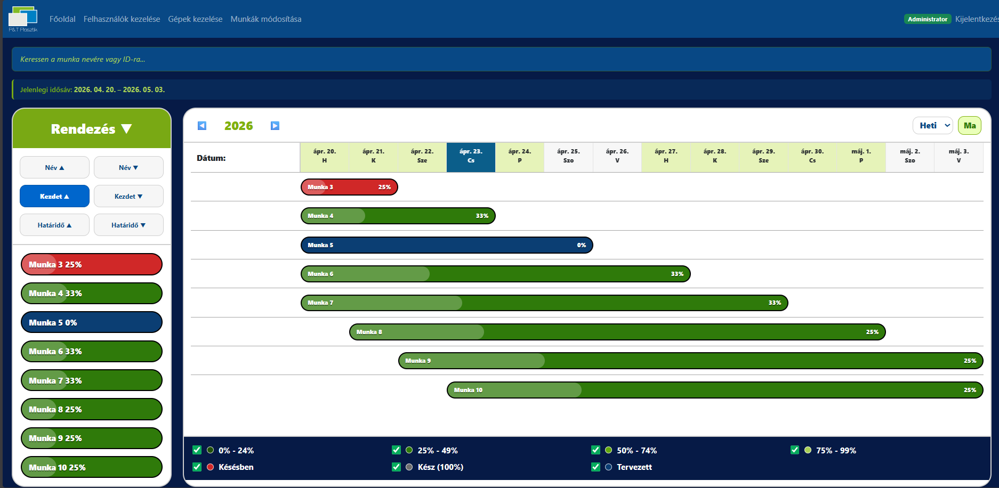 P&T Plasztik
Főoldal Felhasználók kezelése Gépek kezelése Munkák módosítása Administrator Kijelentkezés
Keressen a munka nevére vagy ID-ra...
Jelenlegi idősáv: 2026. 04. 20. – 2026. 05. 03.
Rendezés ▼
Név ▲ Név ▼
Kezdet ▲ Kezdet ▼
Határidő ▲ Határidő ▼
Munka 3 25%
Munka 4 33%
Munka 5 0%
Munka 6 33%
Munka 7 33%
Munka 8 25%
Munka 9 25%
Munka 10 25%
◀ 2026 ▶ Heti Ma
Dátum:
ápr. 20. ápr. 21. ápr. 22. ápr. 23. ápr. 24. ápr. 25. ápr. 26. ápr. 27. ápr. 28. ápr. 29. ápr. 30. máj. 1. máj. 2. máj. 3.
H K Sze Cs P Szo V H K Sze Cs P Szo V
Munka 3 25%
Munka 4 33%
Munka 5 0%
Munka 6 33%
Munka 7 33%
Munka 8 25%
Munka 9 25%
Munka 10 25%
0% - 24% 25% - 49% 50% - 74% 75% - 99%
Késésben Kész (100%) Tervezett